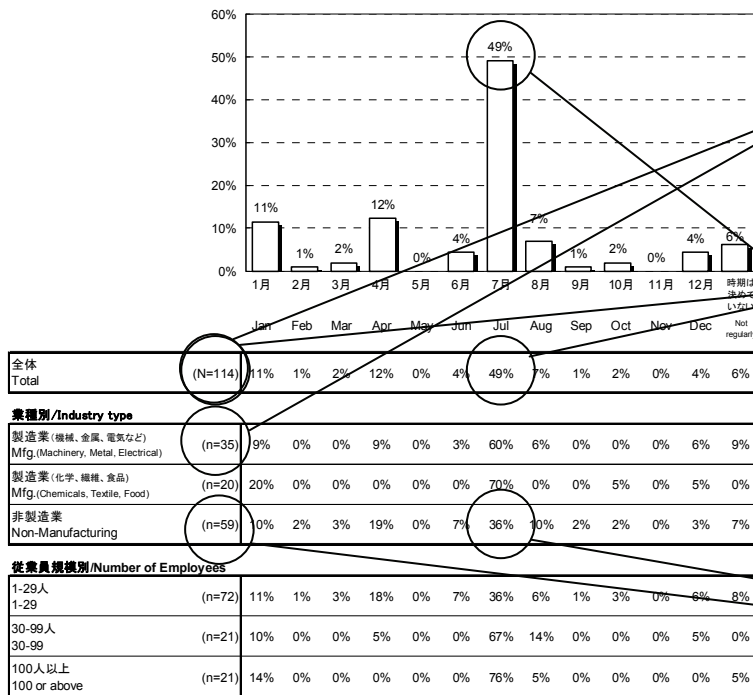 60%
50%
40%
30%
20%
10%
0%
11%
1%
2%
12%
0%
4%
49%
7%
1%
2%
0%
4%
6%
1月 2月 3月 4月 5月 6月 7月 8月 9月 10月 11月 12月 時期は
決めて
いない
Jan Feb Mar Apr May Jun Jul Aug Sep Oct Nov Dec Not
regularly
全体
Total (N=114) 11% 1% 2% 12% 0% 4% 49% 7% 1% 2% 0% 4% 6%
業種別/Industry type
製造業(機械、金属、電気など)
Mfg.(Machinery, Metal, Electrical) (n=35) 9% 0% 0% 9% 0% 3% 60% 6% 0% 0% 0% 6% 9%
製造業(化学、繊維、食品)
Mfg.(Chemicals, Textile, Food) (n=20) 20% 0% 0% 0% 0% 0% 70% 0% 0% 5% 0% 5% 0%
非製造業
Non-Manufacturing (n=59) 10% 2% 3% 19% 0% 7% 36% 10% 2% 2% 0% 3% 7%
従業員規模別/Number of Employees
1-29人
1-29 (n=72) 11% 1% 3% 18% 0% 7% 36% 6% 1% 3% 0% 6% 8%
30-99人
30-99 (n=21) 10% 0% 0% 5% 0% 0% 67% 14% 0% 0% 0% 5% 0%
100人以上
100 or above (n=21) 14% 0% 0% 0% 0% 0% 76% 5% 0% 0% 0% 0% 5%